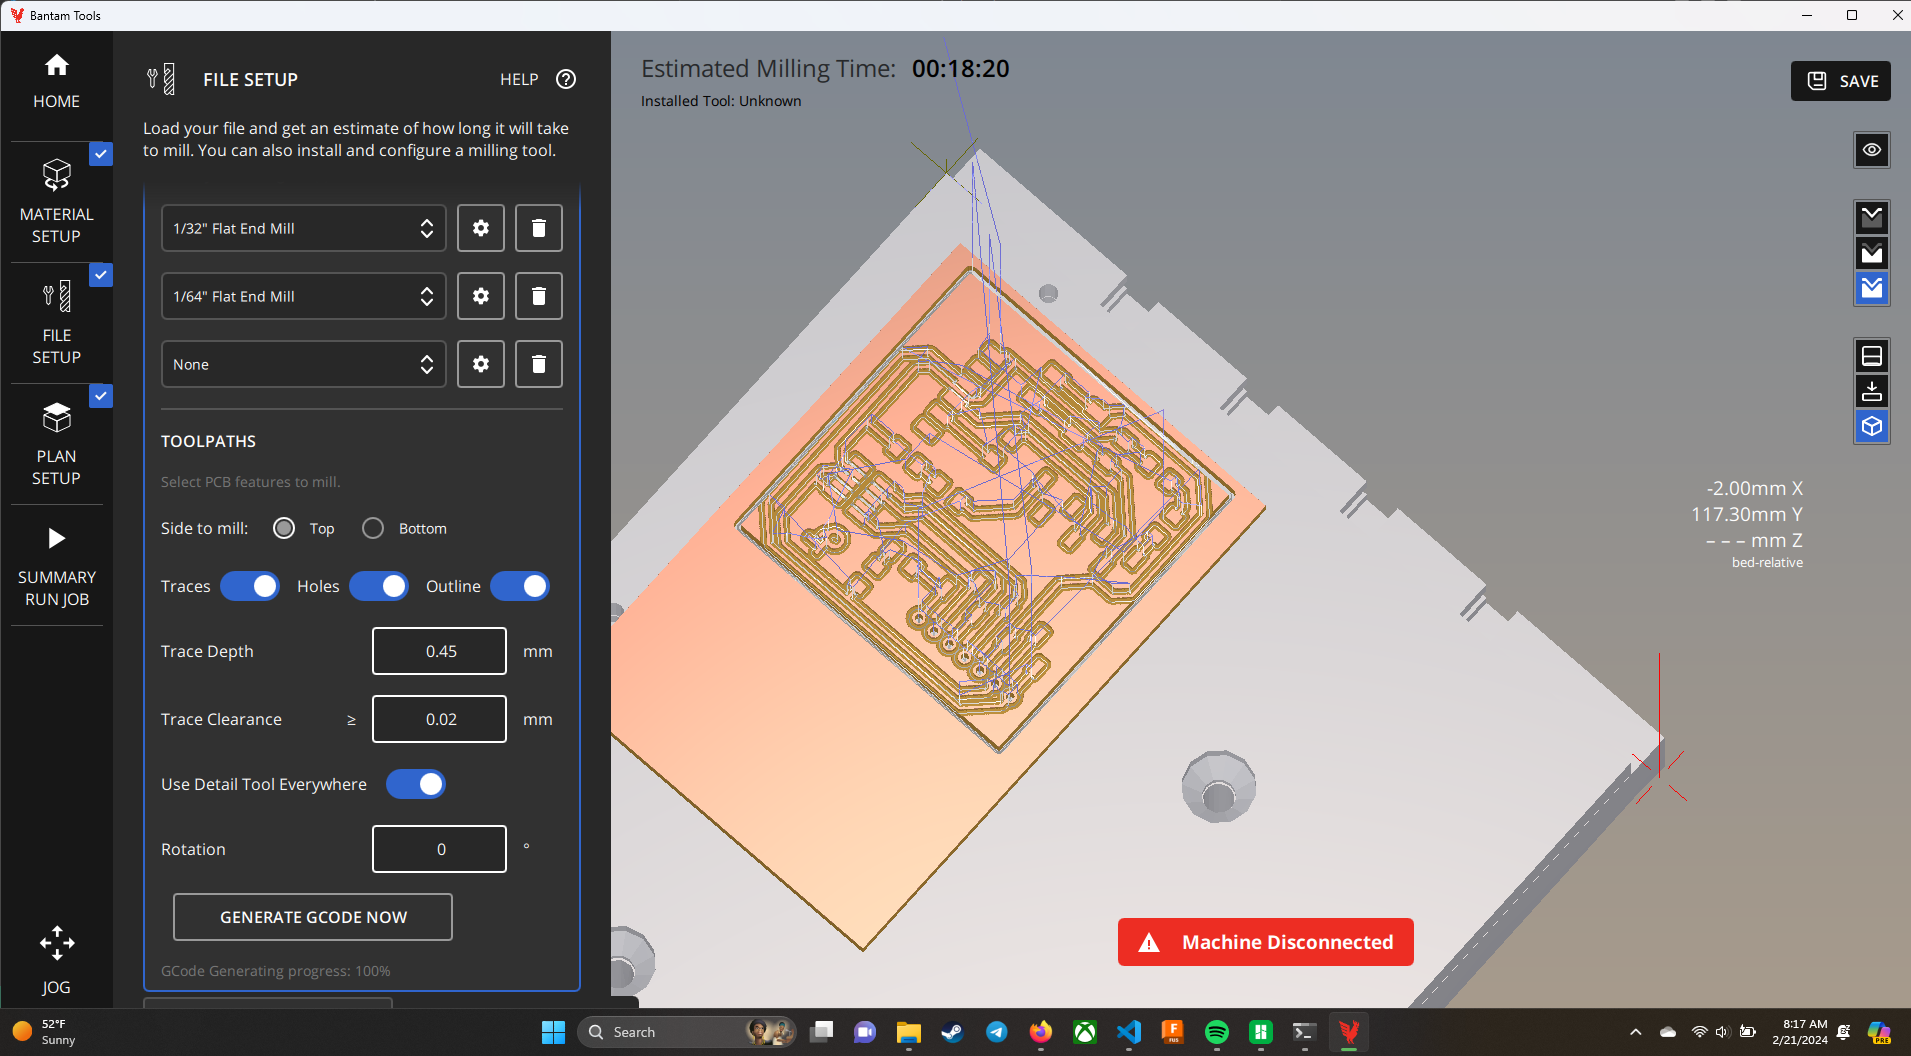 Bantam Tools
HOME
MATERIAL
SETUP
FILE
SETUP
PLAN
SETUP
SUMMARY
RUN JOB
JOG
FILE SETUP
HELP
Load your file and get an estimate of how long it will take
to mill. You can also install and configure a milling tool.
1/32" Flat End Mill
1/64" Flat End Mill
None
TOOLPATHS
Select PCB features to mill.
Side to mill: Top Bottom
Traces Holes Outline
Trace Depth 0.45 mm
Trace Clearance ≥ 0.02 mm
Use Detail Tool Everywhere
Rotation 0 °
GENERATE GCODE NOW
GCode Generating progress: 100%
Estimated Milling Time: 00:18:20
Installed Tool: Unknown
SAVE
-2.00mm X
117.30mm Y
– – – mm Z
bed-relative
Machine Disconnected
52°F
Sunny
Search
8:17 AM
2/21/2024